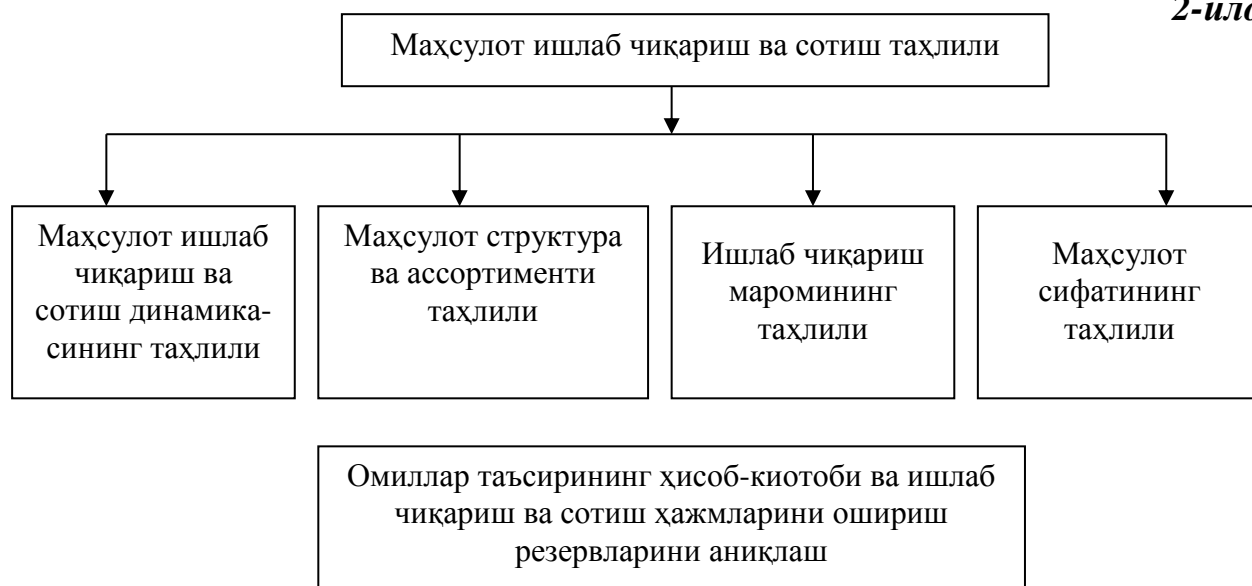 2-ило
Маҳсулот ишлаб чиқариш ва сотиш таҳлили
Маҳсулот ишлаб
чиқариш ва
сотиш динамика-
сининг таҳлили
Маҳсулот структура
ва ассортименти
таҳлили
Ишлаб чиқариш
маромининг
таҳлили
Маҳсулот
сифатининг
таҳлили
Омиллар таъсирининг ҳисоб-киотоби ва ишлаб
чиқариш ва сотиш ҳажмларини ошириш
резервларини аниқлаш